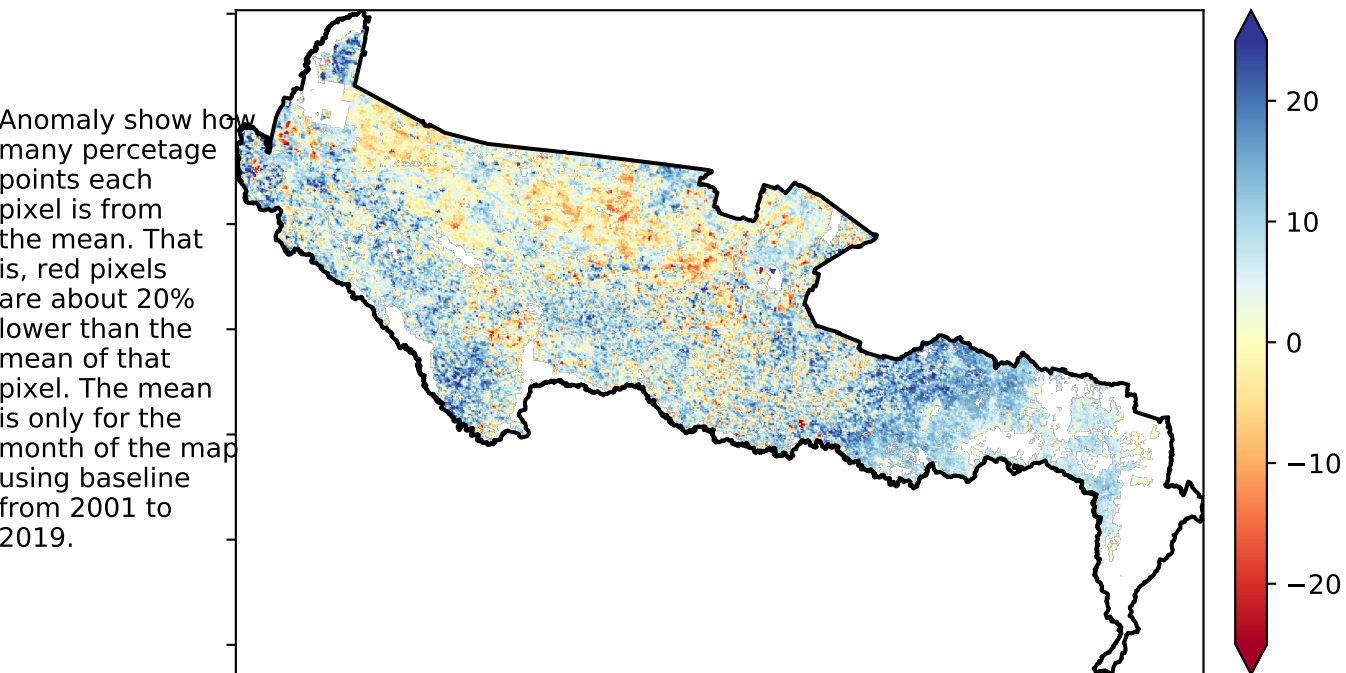 Anomaly show how
many percetage
points each
pixel is from
the mean. That
is, red pixels
are about 20%
lower than the
mean of that
pixel. The mean
is only for the
month of the map
using baseline
from 2001 to
2019.
20
10
0
−10
−20